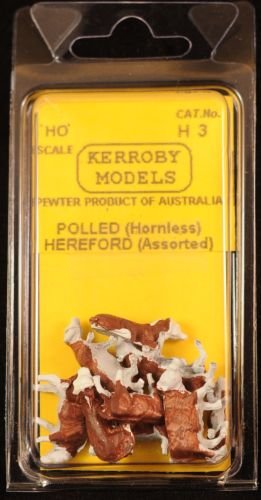 CAT.No.
'HO' H 3
SCALE
KERROBY
MODELS
PEWTER PRODUCT OF AUSTRALIA
POLLED (Hornless)
HEREFORD (Assorted)